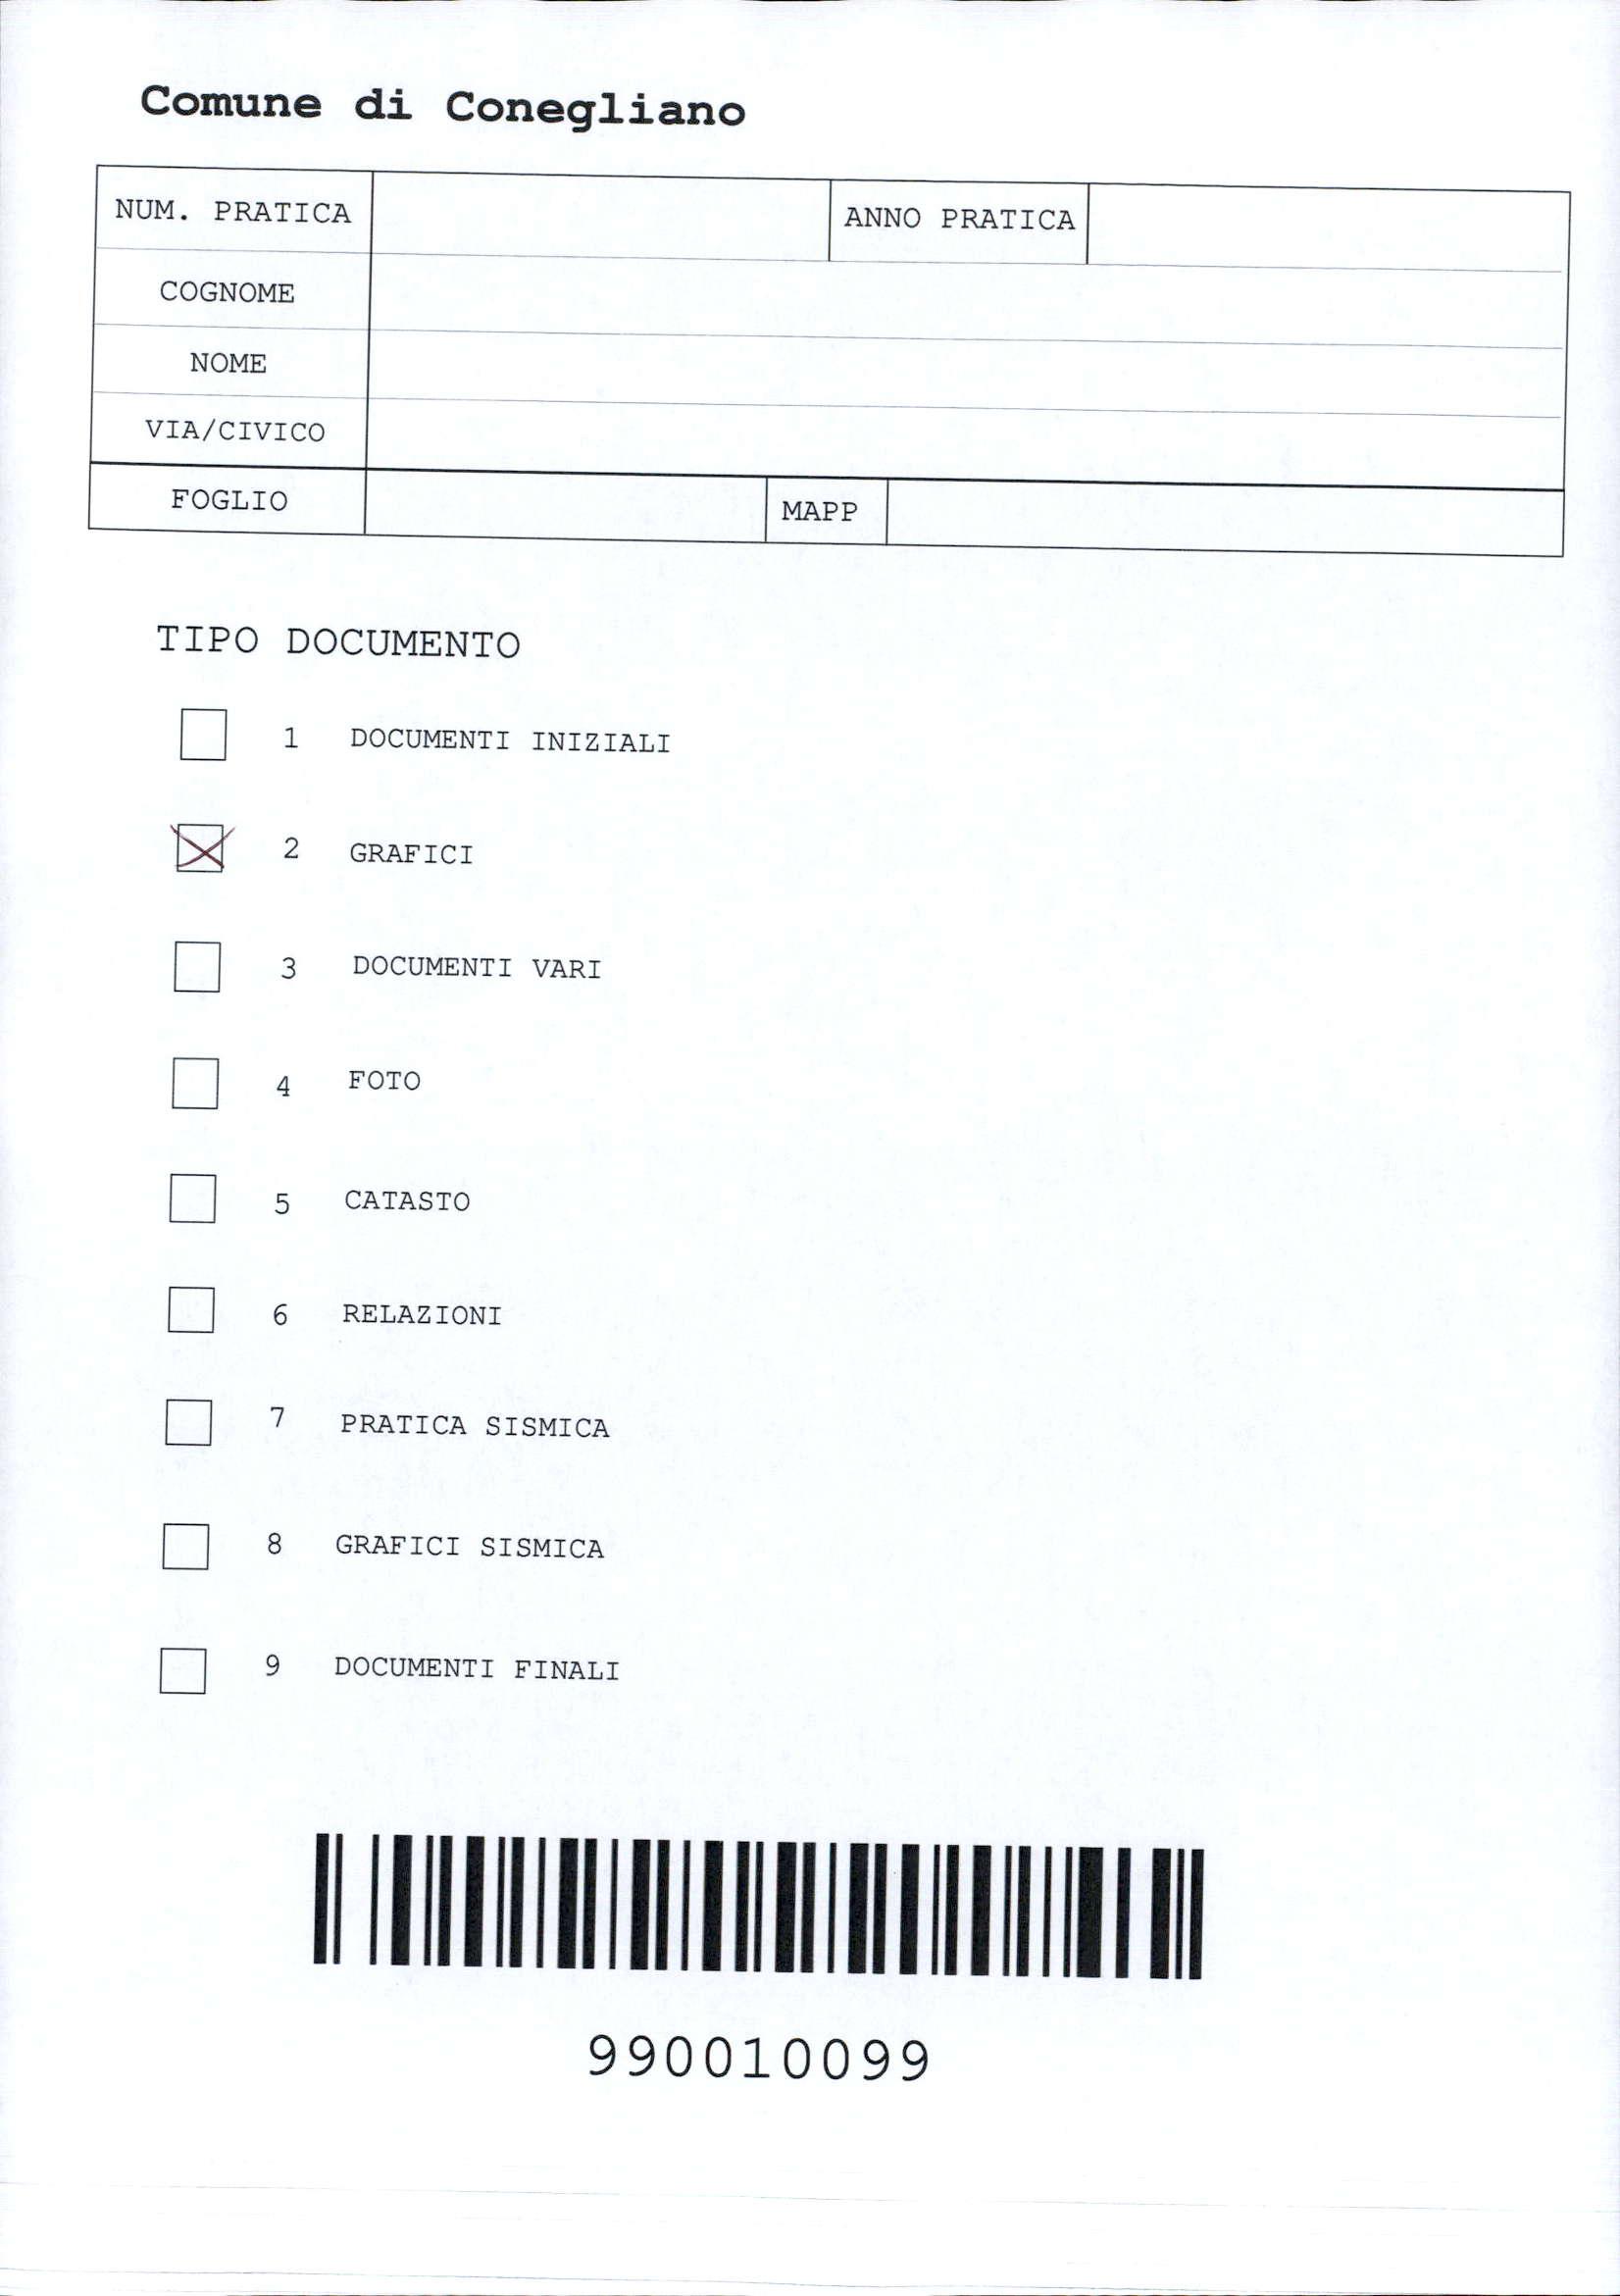 Comune di Conegliano
NUM. PRATICA ANNO PRATICA
COGNOME
NOME
VIA/CIVICO
FOGLIO MAPP
TIPO DOCUMENTO
1 DOCUMENTI INIZIALI
2 GRAFICI
3 DOCUMENTI VARI
4 FOTO
5 CATASTO
6 RELAZIONI
7 PRATICA SISMICA
8 GRAFICI SISMICA
9 DOCUMENTI FINALI
990010099